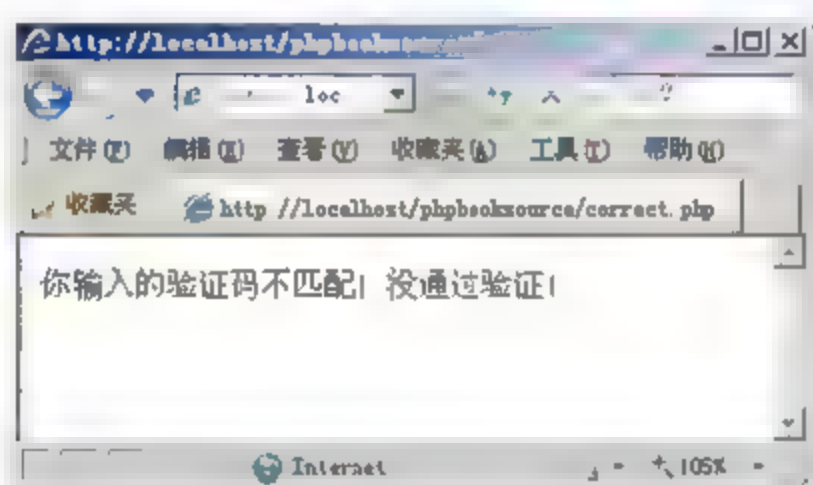 http://localhost/phpbooksource
loc
文件(F) 编辑(E) 查看(V) 收藏夹(A) 工具(T) 帮助(H)
收藏夹 http //localhost/phpbooksource/correct.php
你输入的验证码不匹配! 没通过验证!
Internet 105%